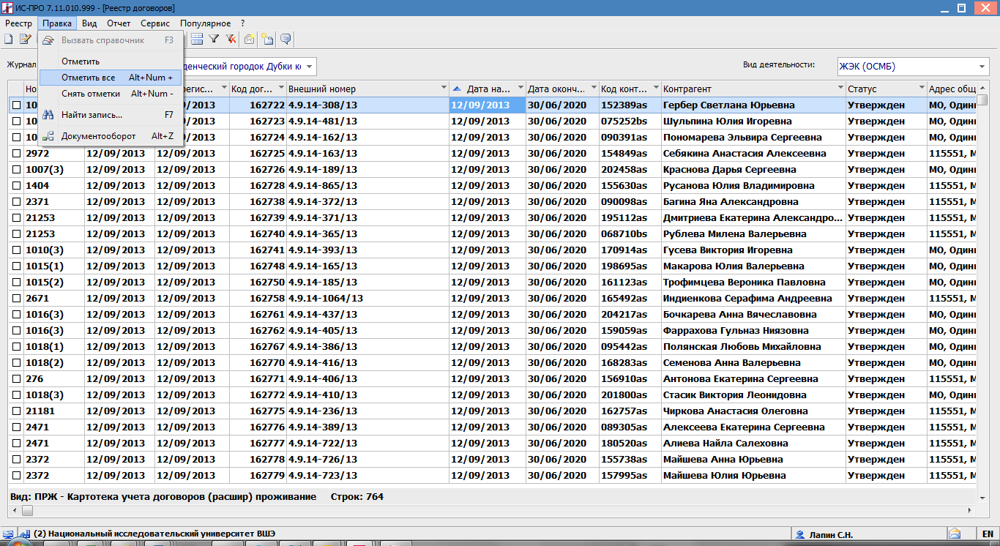 ИС-ПРО 7.11.010.999 - [Реестр договоров]
Реестр Правка Вид Отчет Сервис Популярное ?
Вызвать справочник F3
Отметить
Отметить все Alt+Num +
Снять отметки Alt+Num -
Найти запись... F7
Документооборот Alt+Z
Журнал денческий городок Дубки Вид деятельности: ЖЭК (ОСМБ)
Но регис... Код дог... Внешний номер Дата на... Дата оконч... Код конт... Контрагент Статус Адрес общ
10 9/2013 162722 4.9.14-308/13 12/09/2013 30/06/2020 152389as Гербер Светлана Юрьевна Утвержден МО, Один
10 9/2013 162723 4.9.14-481/13 12/09/2013 30/06/2020 075252bs Шульпина Юлия Игоревна Утвержден МО, Один
10 9/2013 162724 4.9.14-162/13 12/09/2013 30/06/2020 090391as Пономарева Эльвира Сергеевна Утвержден МО, Один
2972 12/09/2013 12/09/2013 162725 4.9.14-163/13 12/09/2013 30/06/2020 154849as Себякина Анастасия Алексеевна Утвержден 115551, М
1007(3) 12/09/2013 12/09/2013 162726 4.9.14-189/13 12/09/2013 30/06/2020 202458as Краснова Дарья Сергеевна Утвержден МО, Один
1404 12/09/2013 12/09/2013 162728 4.9.14-865/13 12/09/2013 30/06/2020 155630as Русанова Юлия Владимировна Утвержден 115551, М
2371 12/09/2013 12/09/2013 162738 4.9.14-372/13 12/09/2013 30/06/2020 090098as Багина Яна Александровна Утвержден 115551, М
21253 12/09/2013 12/09/2013 162739 4.9.14-371/13 12/09/2013 30/06/2020 195112as Дмитриева Екатерина Александро... Утвержден 115551, М
21253 12/09/2013 12/09/2013 162740 4.9.14-365/13 12/09/2013 30/06/2020 068710bs Рублева Милена Валерьевна Утвержден 115551, М
1010(3) 12/09/2013 12/09/2013 162741 4.9.14-393/13 12/09/2013 30/06/2020 170914as Гусева Виктория Игоревна Утвержден МО, Один
1015(1) 12/09/2013 12/09/2013 162748 4.9.14-165/13 12/09/2013 30/06/2020 198695as Макарова Юлия Валерьевна Утвержден МО, Один
1015(2) 12/09/2013 12/09/2013 162750 4.9.14-185/13 12/09/2013 30/06/2020 161123as Трофимцева Вероника Павловна Утвержден МО, Один
2671 12/09/2013 12/09/2013 162758 4.9.14-1064/13 12/09/2013 30/06/2020 165492as Индиенкова Серафима Андреевна Утвержден 115551, М
1016(3) 12/09/2013 12/09/2013 162761 4.9.14-437/13 12/09/2013 30/06/2020 204217as Бочкарева Анна Вячеславовна Утвержден МО, Один
1016(3) 12/09/2013 12/09/2013 162762 4.9.14-405/13 12/09/2013 30/06/2020 159059as Фаррахова Гульназ Ниязовна Утвержден МО, Один
1018(1) 12/09/2013 12/09/2013 162767 4.9.14-386/13 12/09/2013 30/06/2020 095442as Полянская Любовь Михайловна Утвержден МО, Один
1018(2) 12/09/2013 12/09/2013 162770 4.9.14-416/13 12/09/2013 30/06/2020 168283as Семенова Анна Валерьевна Утвержден МО, Один
276 12/09/2013 12/09/2013 162771 4.9.14-406/13 12/09/2013 30/06/2020 156910as Антонова Екатерина Сергеевна Утвержден 115551, М
1018(3) 12/09/2013 12/09/2013 162772 4.9.14-410/13 12/09/2013 30/06/2020 201800as Стасик Виктория Леонидовна Утвержден МО, Один
21181 12/09/2013 12/09/2013 162775 4.9.14-236/13 12/09/2013 30/06/2020 162757as Чиркова Анастасия Олеговна Утвержден 115551, М
2471 12/09/2013 12/09/2013 162776 4.9.14-389/13 12/09/2013 30/06/2020 089305as Алексеева Екатерина Сергеевна Утвержден 115551, М
2471 12/09/2013 12/09/2013 162777 4.9.14-722/13 12/09/2013 30/06/2020 180520as Алиева Найла Салеховна Утвержден 115551, М
2372 12/09/2013 12/09/2013 162778 4.9.14-726/13 12/09/2013 30/06/2020 155738as Майшева Анна Юрьевна Утвержден 115551, М
2372 12/09/2013 12/09/2013 162779 4.9.14-723/13 12/09/2013 30/06/2020 157995as Майшева Юлия Юрьевна Утвержден 115551, М
Вид: ПРЖ - Картотека учета договоров (расшир) проживание Строк: 764
(2) Национальный исследовательский университет ВШЭ Лапин С.Н. EN